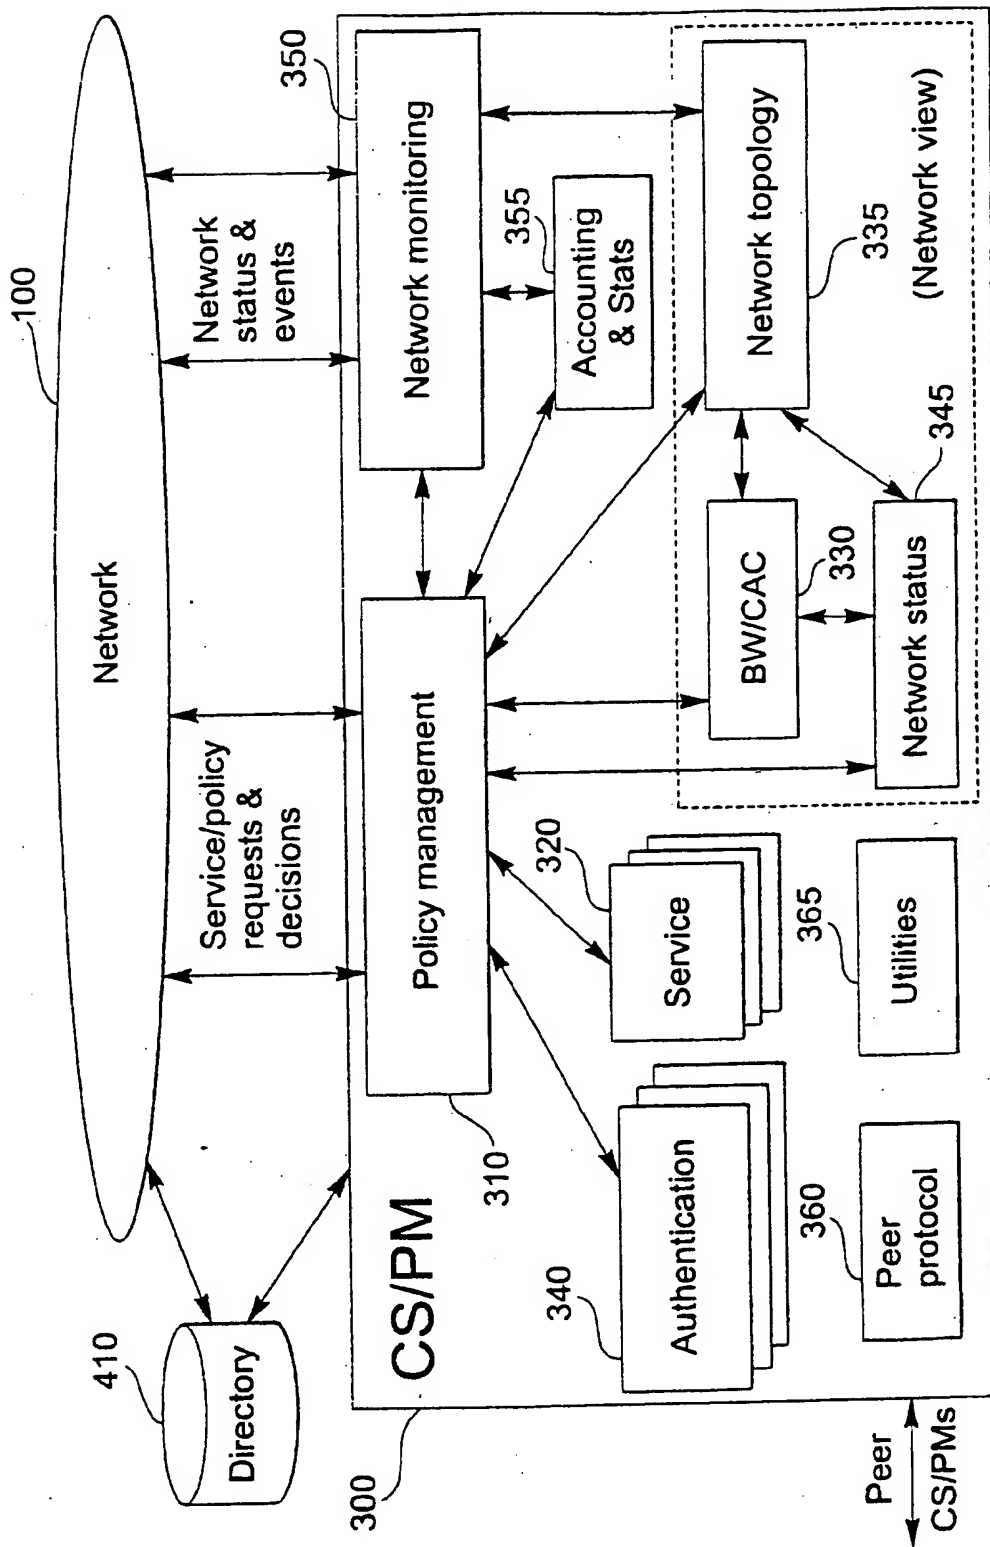 100
Network
410
Directory
Service/policy
requests &
decisions
Network
status &
events
300
CS/PM
310
Policy management
350
Network monitoring
355
Accounting
& Stats
340
Authentication
320
Service
BW/CAC
330
Network topology
335
360
Peer
protocol
365
Utilities
Network status
345
(Network view)
Peer
CS/PMs